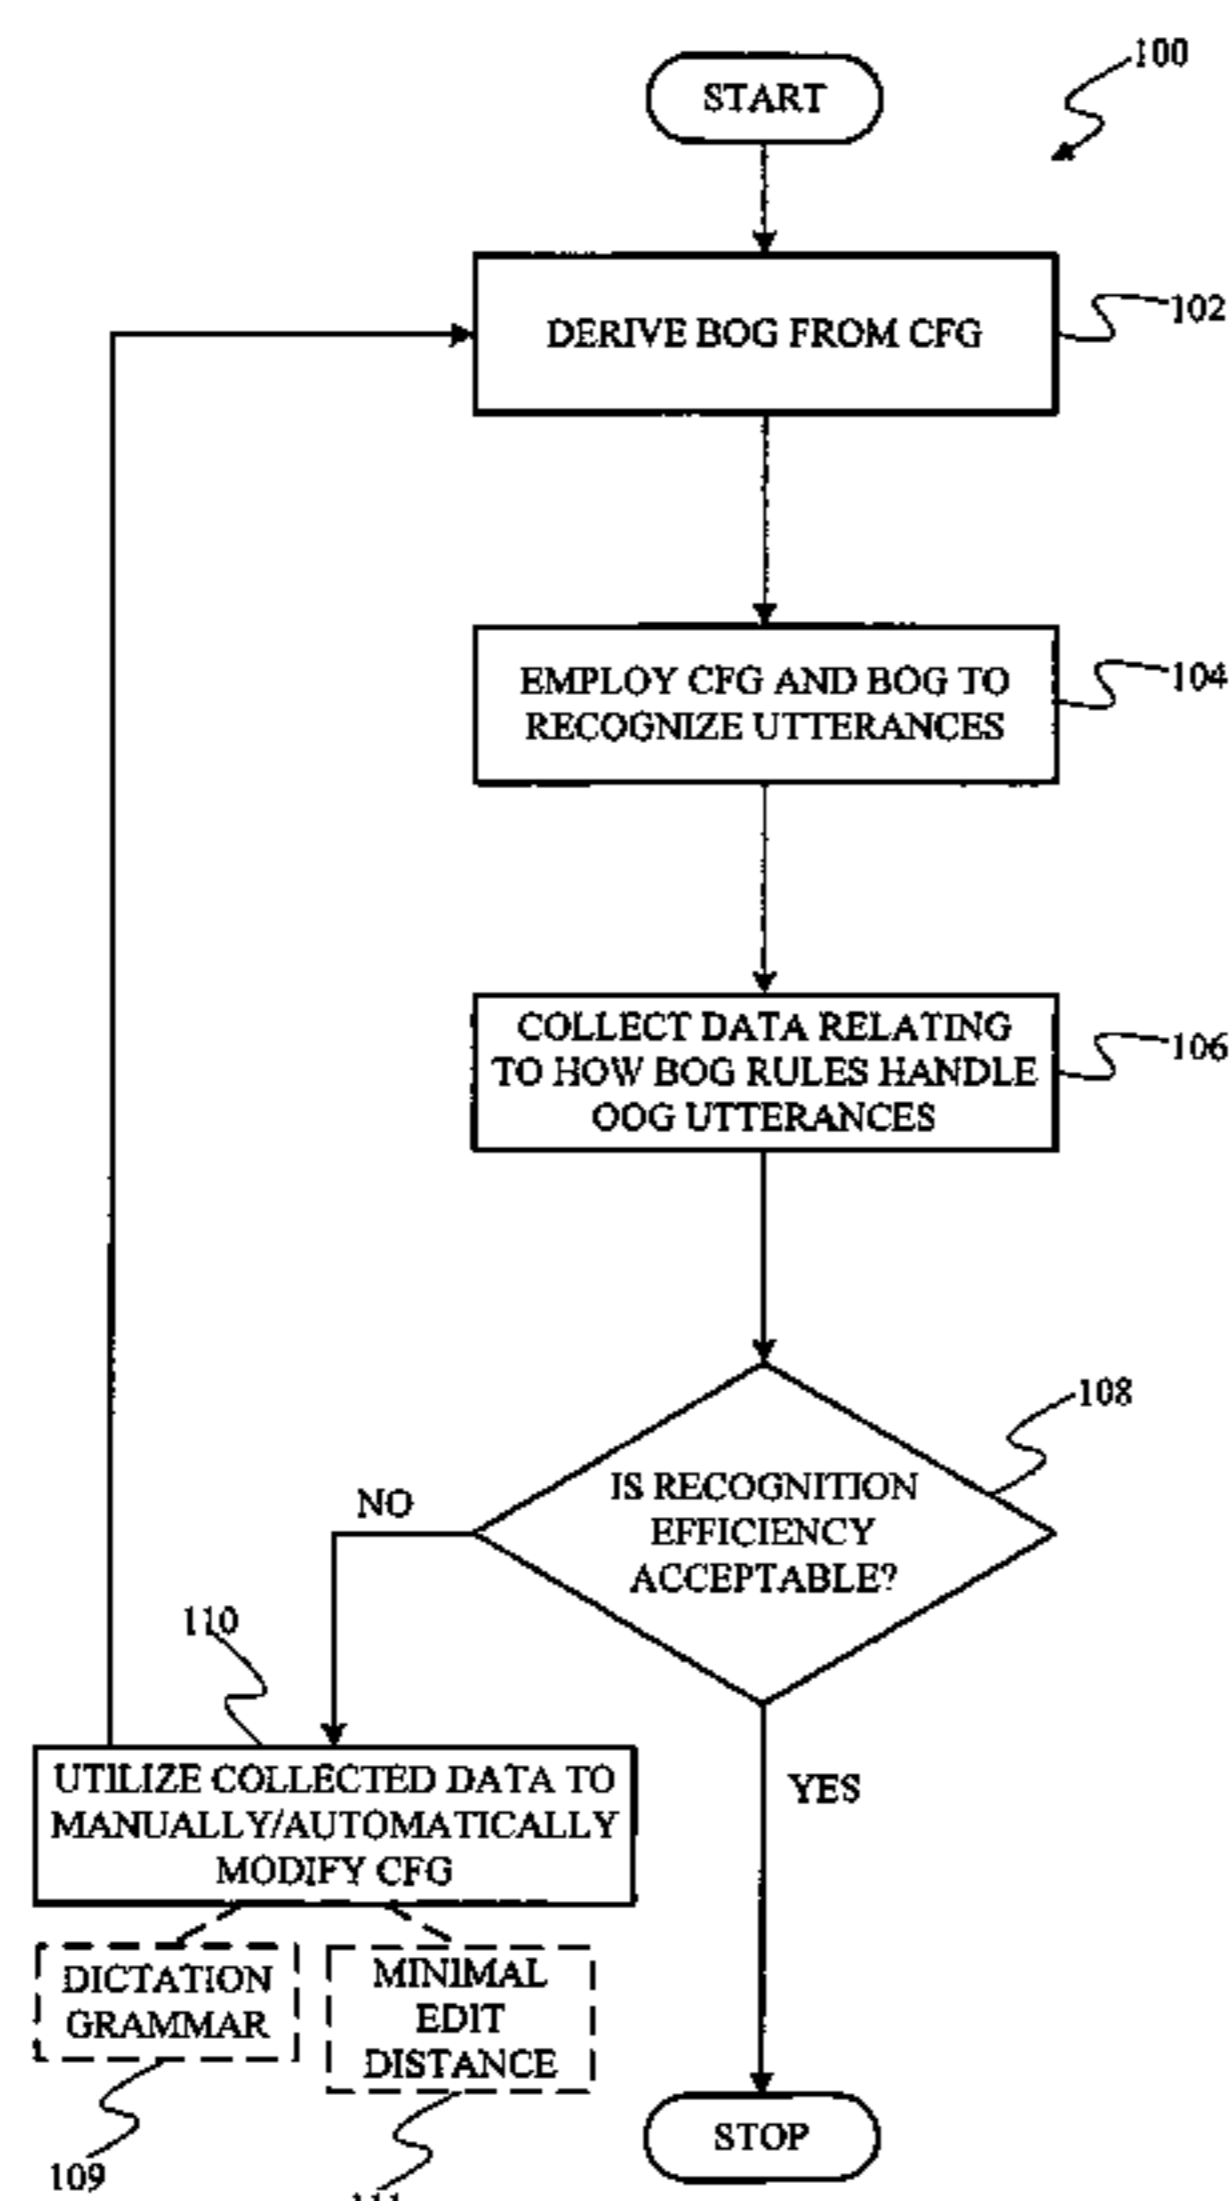 100
START
102
DERIVE BOG FROM CFG
104
EMPLOY CFG AND BOG TO
RECOGNIZE UTTERANCES
106
COLLECT DATA RELATING
TO HOW BOG RULES HANDLE
OOG UTTERANCES
108
IS RECOGNITION
EFFICIENCY
ACCEPTABLE?
NO
110
YES
UTILIZE COLLECTED DATA TO
MANUALLY/AUTOMATICALLY
MODIFY CFG
DICTATION
GRAMMAR
MINIMAL
EDIT
DISTANCE
STOP
109
111